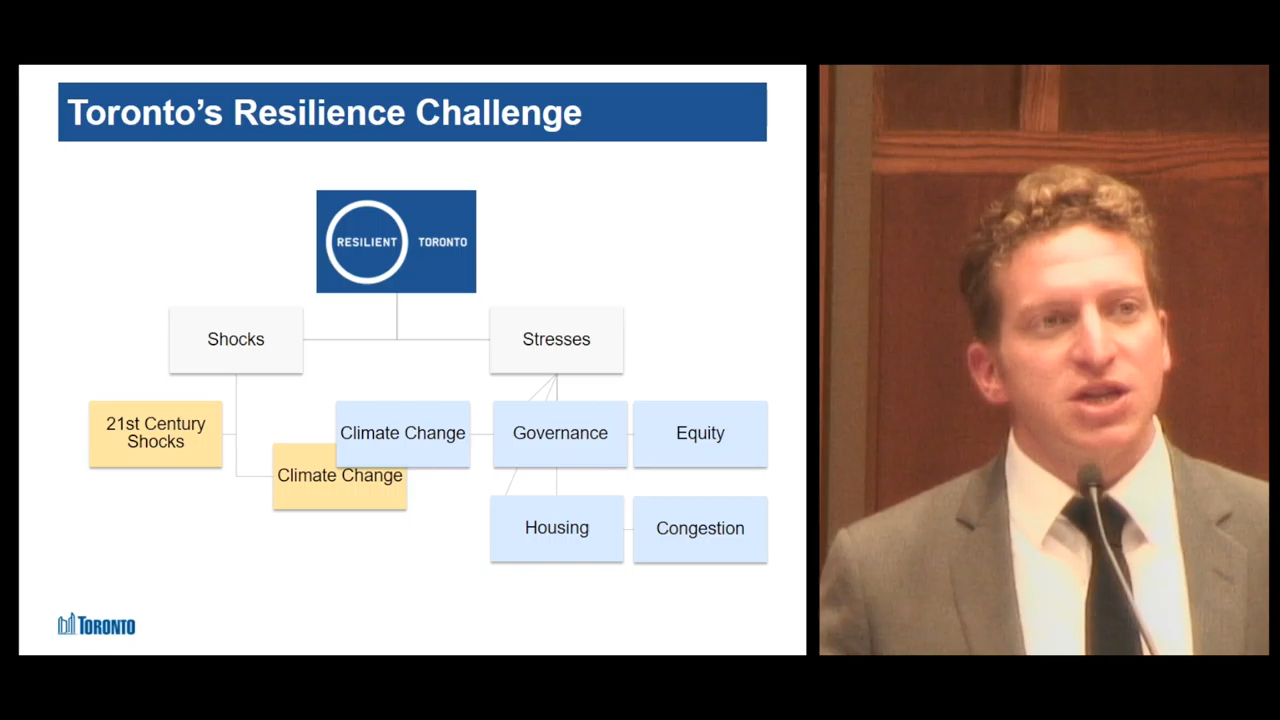 Toronto's Resilience Challenge
RESILIENT TORONTO
Shocks
Stresses
21st Century
Shocks
Climate Change
Climate Change
Governance
Equity
Housing
Congestion
TORONTO